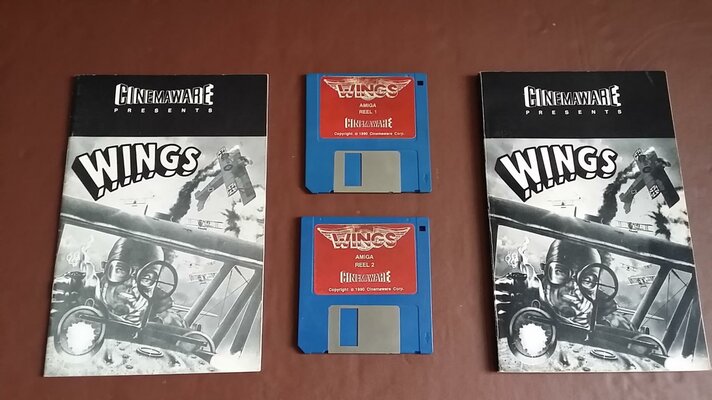 CINEMAWARE
PRESENTS
WINGS
WINGS
AMIGA
REEL 1
CINEMAWARE
Copyright © 1990 Cinemaware Corp.
WINGS
AMIGA
REEL 2
CINEMAWARE
Copyright © 1990 Cinemaware Corp.
CINEMAWARE
PRESENTS
WINGS